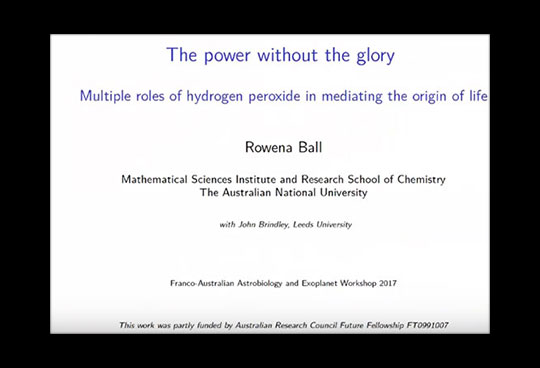 The power without the glory
Multiple roles of hydrogen peroxide in mediating the origin of life
Rowena Ball
Mathematical Sciences Institute and Research School of Chemistry
The Australian National University
with John Brindley, Leeds University
Franco-Australian Astrobiology and Exoplanet Workshop 2017
This work was partly funded by Australian Research Council Future Fellowship FT0991007